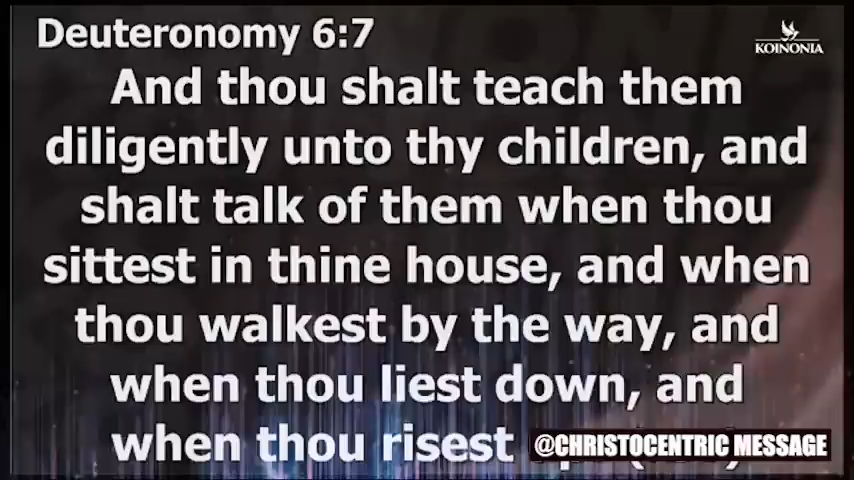 Deuteronomy 6:7
KOINONIA
And thou shalt teach them
diligently unto thy children, and
shalt talk of them when thou
sittest in thine house, and when
thou walkest by the way, and
when thou liest down, and
when thou risest
@CHRISTOCENTRIC MESSAGE